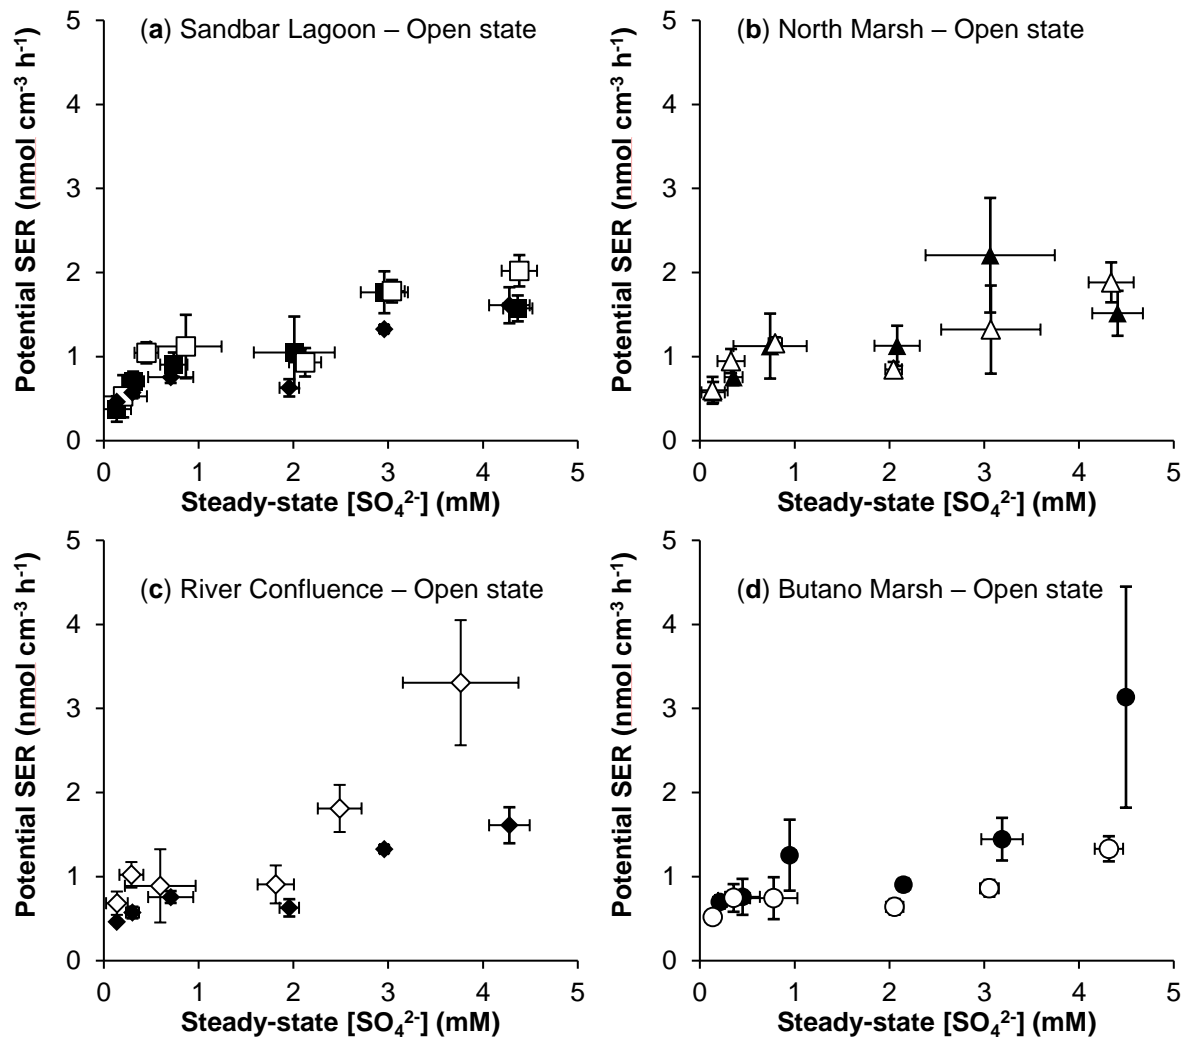 (a) Sandbar Lagoon – Open state
Potential SER (nmol cm-3 h-1)
5
4
3
2
1
0
0 1 2 3 4 5
Steady-state [SO42-] (mM)
(b) North Marsh – Open state
Potential SER (nmol cm-3 h-1)
5
4
3
2
1
0
0 1 2 3 4 5
Steady-state [SO42-] (mM)
(c) River Confluence – Open state
Potential SER (nmol cm-3 h-1)
5
4
3
2
1
0
0 1 2 3 4 5
Steady-state [SO42-] (mM)
(d) Butano Marsh – Open state
Potential SER (nmol cm-3 h-1)
5
4
3
2
1
0
0 1 2 3 4 5
Steady-state [SO42-] (mM)